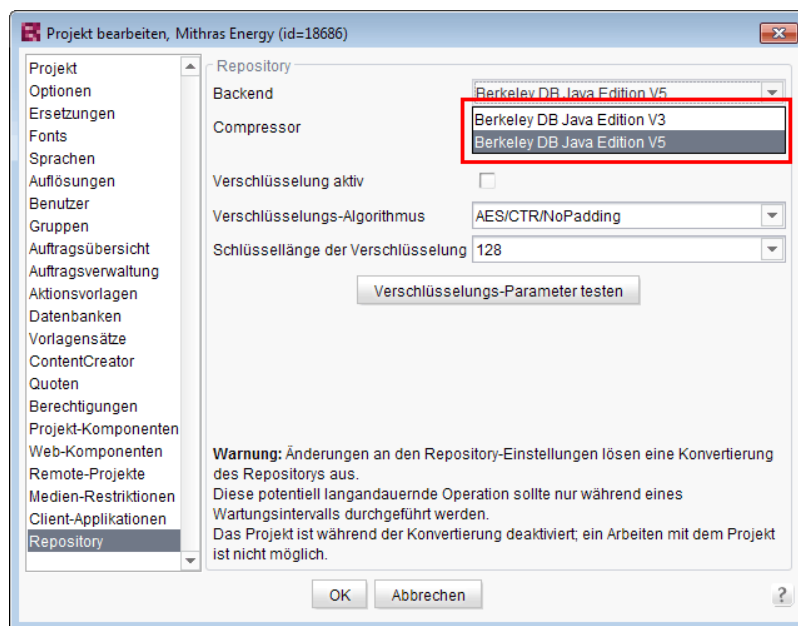 Projekt bearbeiten, Mithras Energy (id=18686)
Projekt
Optionen
Ersetzungen
Fonts
Sprachen
Auflösungen
Benutzer
Gruppen
Auftragsübersicht
Auftragsverwaltung
Aktionsvorlagen
Datenbanken
Vorlagensätze
ContentCreator
Quoten
Berechtigungen
Projekt-Komponenten
Web-Komponenten
Remote-Projekte
Medien-Restriktionen
Client-Applikationen
Repository
Repository
Backend Berkeley DB Java Edition V5
Berkeley DB Java Edition V3
Compressor
Berkeley DB Java Edition V5
Verschlüsselung aktiv
Verschlüsselungs-Algorithmus AES/CTR/NoPadding
Schlüssellänge der Verschlüsselung 128
Verschlüsselungs-Parameter testen
Warnung: Änderungen an den Repository-Einstellungen lösen eine Konvertierung
des Repositorys aus.
Diese potentiell langandauernde Operation sollte nur während eines
Wartungsintervalls durchgeführt werden.
Das Projekt ist während der Konvertierung deaktiviert; ein Arbeiten mit dem Projekt
ist nicht möglich.
OK Abbrechen ?